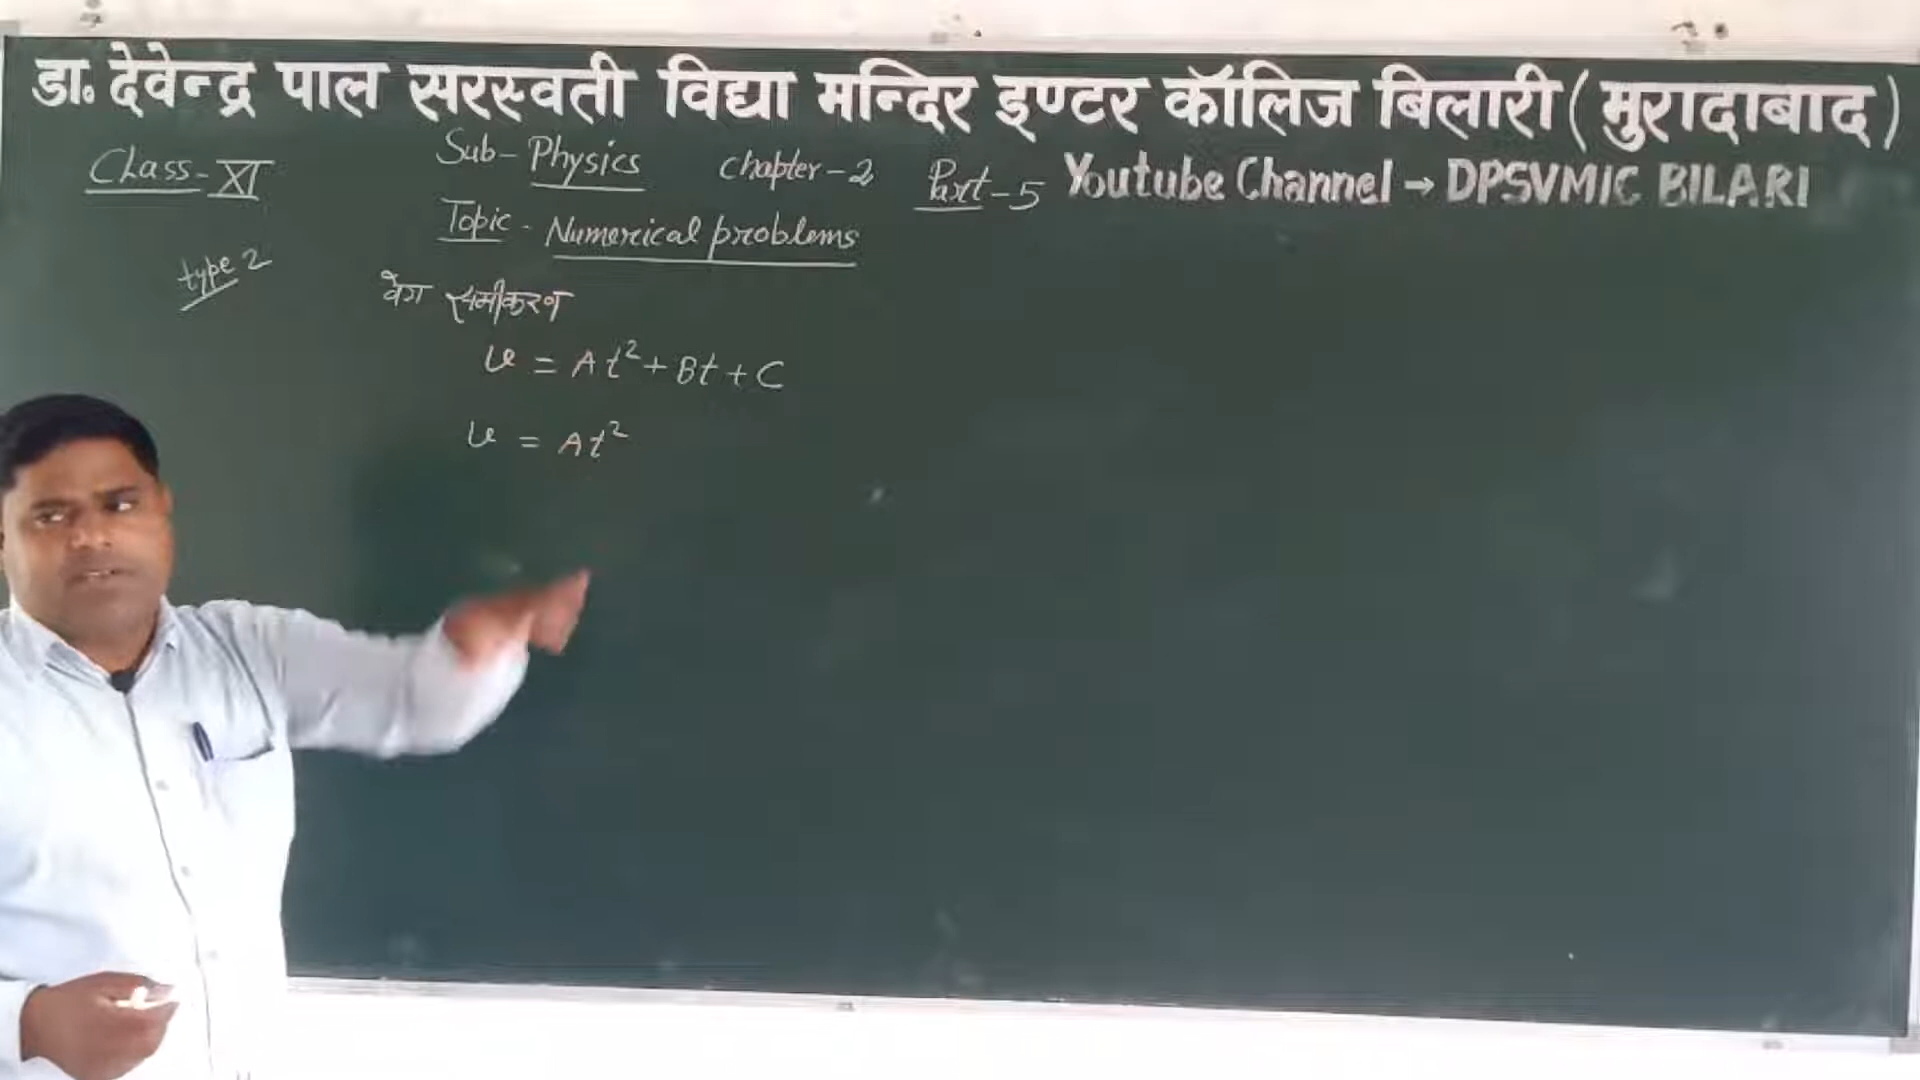 डा. देवेन्द्र पाल सरस्वती विद्या मन्दिर इण्टर कॉलिज बिलारी (मुरादाबाद)
Class - XI Sub - Physics chapter - 2 Part - 5 Youtube Channel → DPSVMIC BILARI
Topic - Numerical problems
type 2
वेग समीकरण
v = At² + Bt + C
v = At²